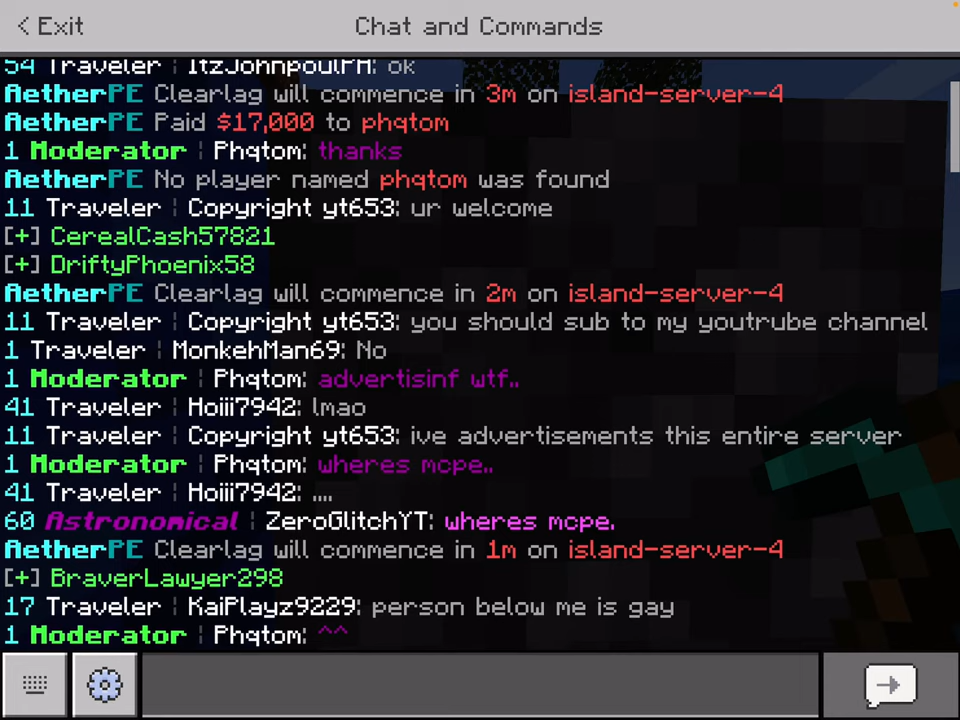 < Exit
Chat and Commands
54 Traveler ¦ ItzJohnpoulPH: ok
AetherPE Clearlag will commence in 3m on island-server-4
AetherPE Paid $17,000 to phqtom
1 Moderator ¦ Phqtom: thanks
AetherPE No player named phqtom was found
11 Traveler ¦ Copyright yt653: ur welcome
[+] CerealCash57821
[+] DriftyPhoenix58
AetherPE Clearlag will commence in 2m on island-server-4
11 Traveler ¦ Copyright yt653: you should sub to my youtrube channel
1 Traveler ¦ MonkehMan69: No
1 Moderator ¦ Phqtom: advertisinf wtf..
41 Traveler ¦ Hoiii7942: lmao
11 Traveler ¦ Copyright yt653: ive advertisements this entire server
1 Moderator ¦ Phqtom: wheres mcpe..
41 Traveler ¦ Hoiii7942: ....
60 Astronomical ¦ ZeroGlitchYT: wheres mcpe.
AetherPE Clearlag will commence in 1m on island-server-4
[+] BraverLawyer298
17 Traveler ¦ KaiPlayz9229: person below me is gay
1 Moderator ¦ Phqtom: ^^